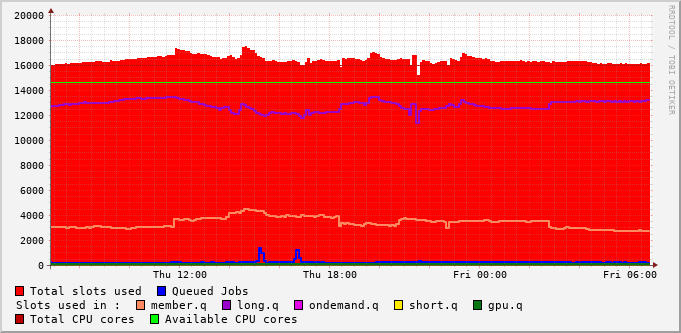 20000
18000
16000
14000
12000
10000
8000
6000
4000
2000
0
Thu 12:00 Thu 18:00 Fri 00:00 Fri 06:00
Total slots used Queued Jobs
Slots used in : member.q long.q ondemand.q short.q gpu.q
Total CPU cores Available CPU cores
RRDTOOL / TOBI OETIKER